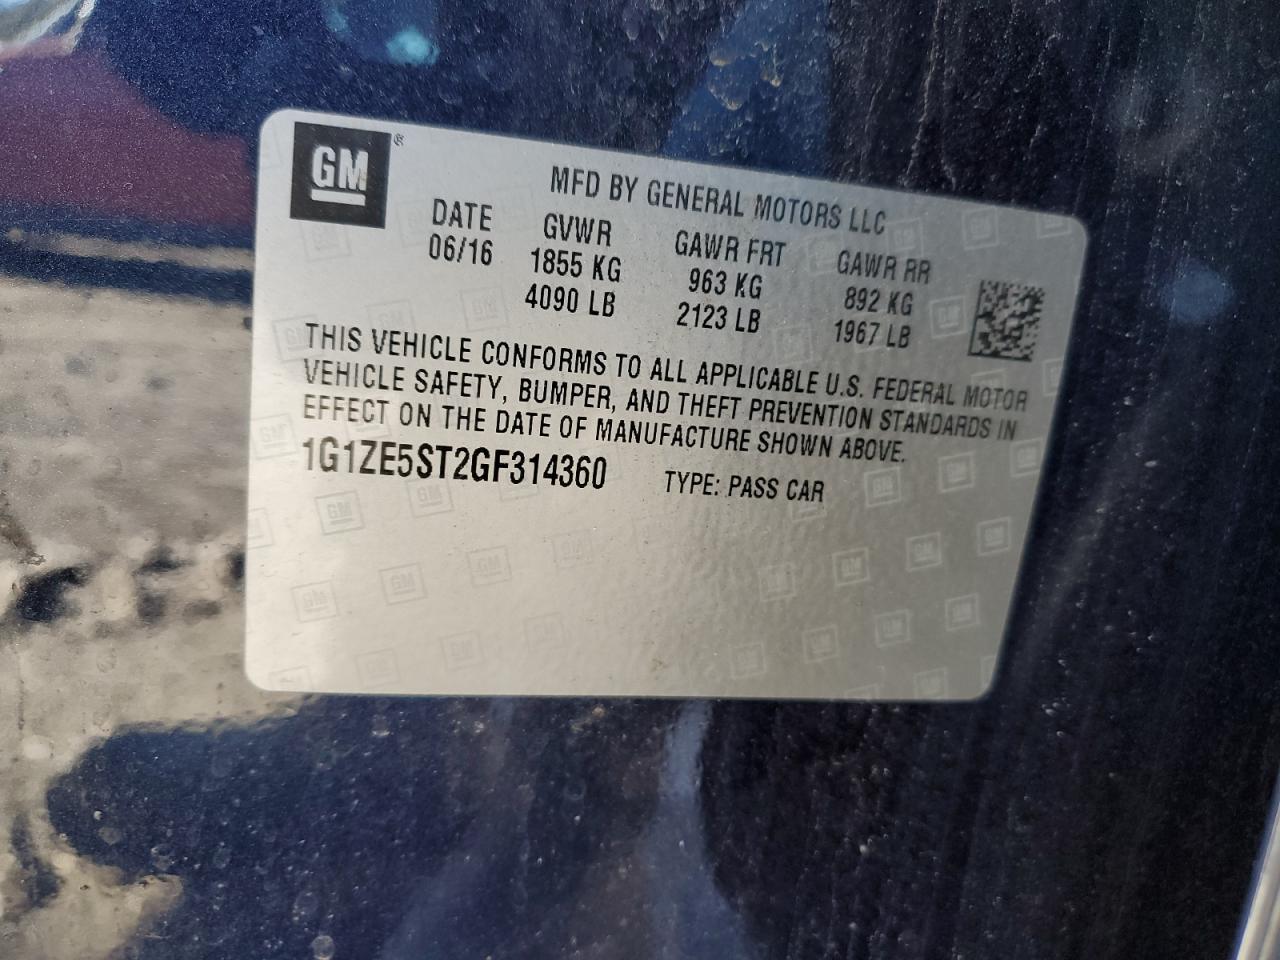 GM®
MFD BY GENERAL MOTORS LLC
DATE GVWR GAWR FRT GAWR RR
06/16 1855 KG 963 KG 892 KG
4090 LB 2123 LB 1967 LB
THIS VEHICLE CONFORMS TO ALL APPLICABLE U.S. FEDERAL MOTOR
VEHICLE SAFETY, BUMPER, AND THEFT PREVENTION STANDARDS IN
EFFECT ON THE DATE OF MANUFACTURE SHOWN ABOVE.
1G1ZE5ST2GF314360 TYPE: PASS CAR